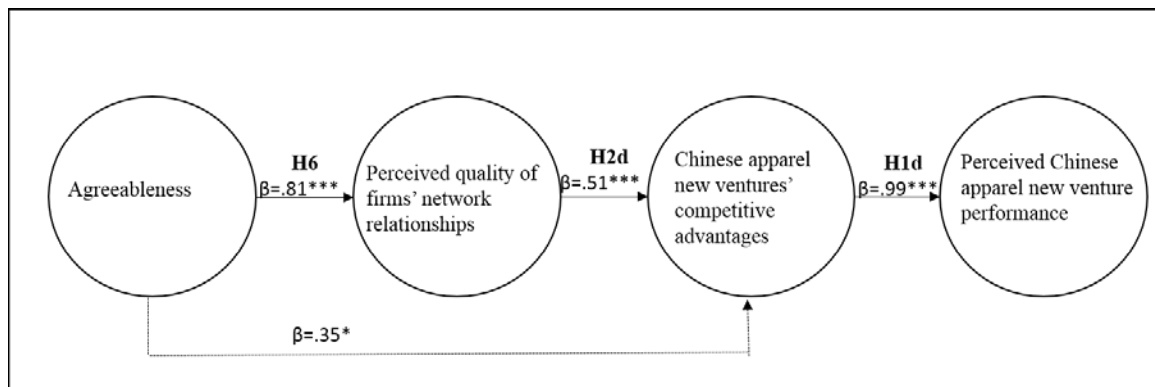 Agreeableness
H6
β=.81***
Perceived quality of
firms' network
relationships
H2d
β=.51***
Chinese apparel
new ventures'
competitive
advantages
H1d
β=.99***
Perceived Chinese
apparel new venture
performance
β=.35*